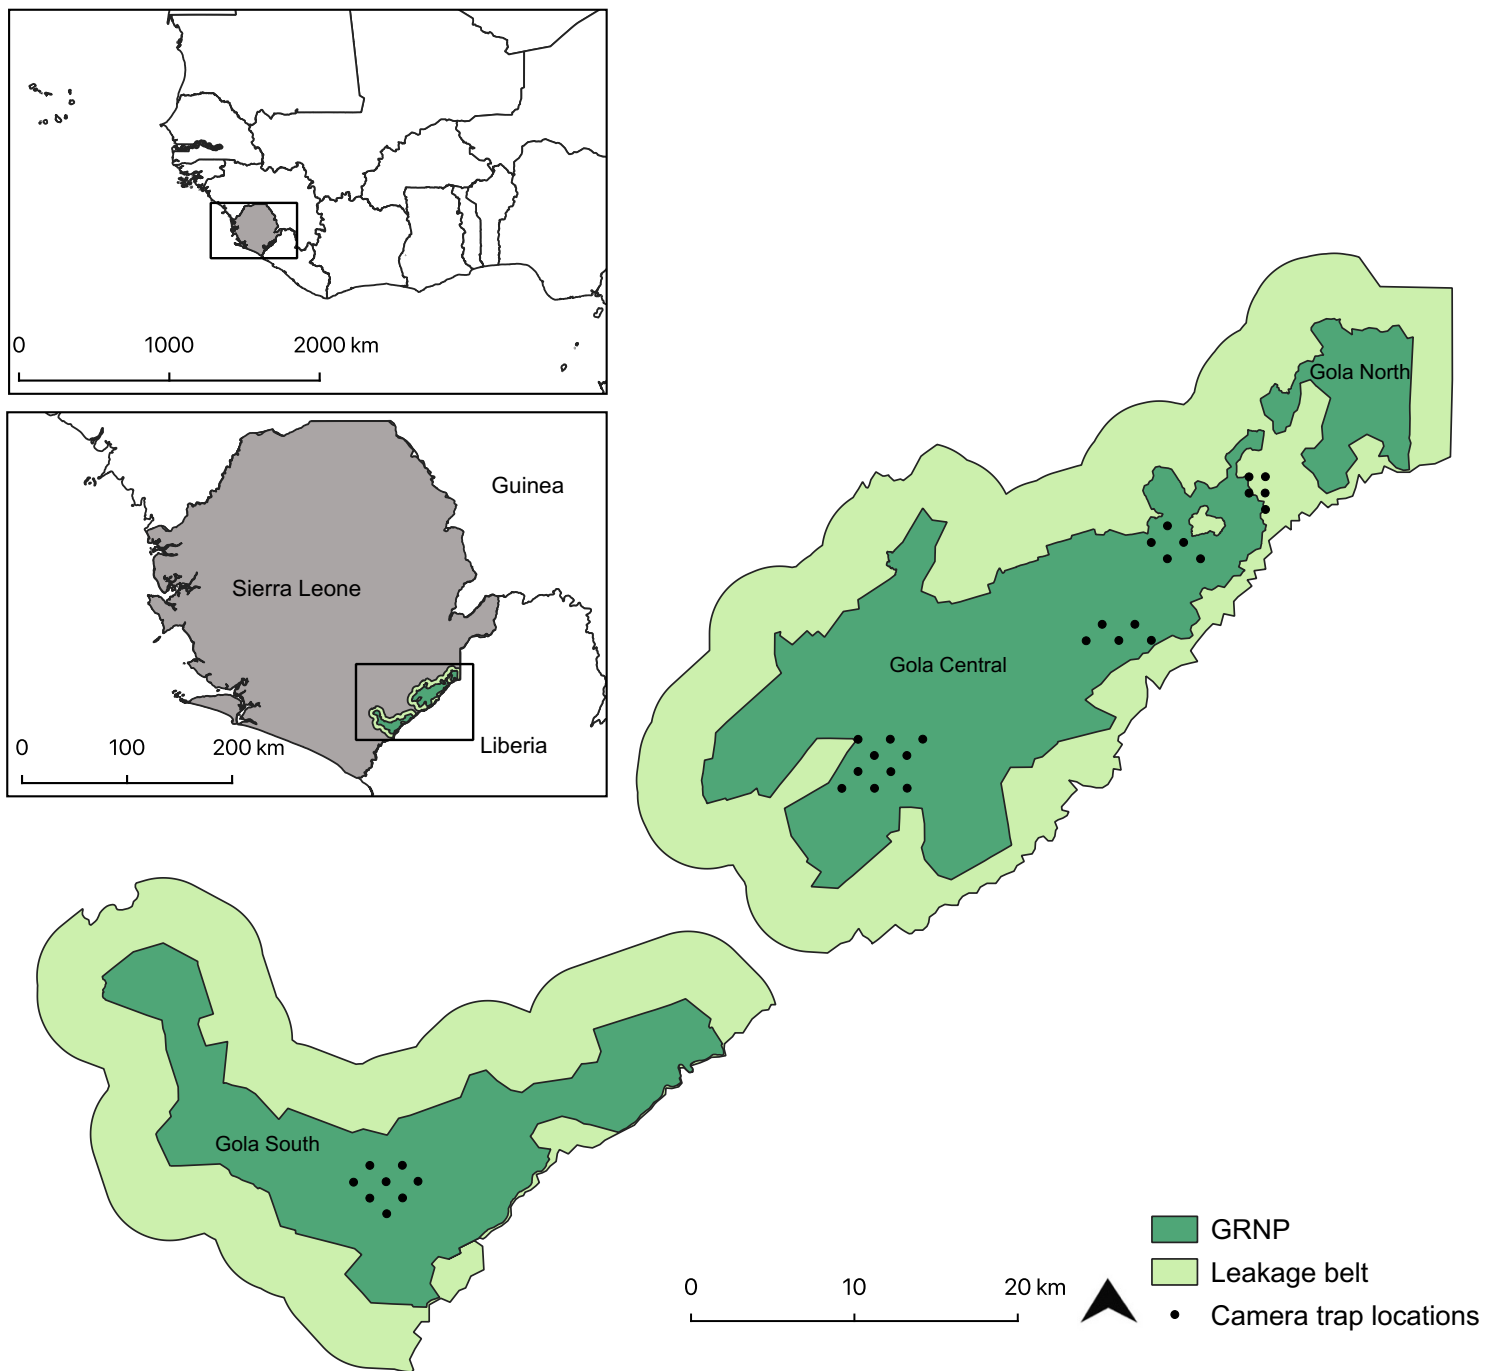 0 1000 2000 km
Guinea
Sierra Leone
Liberia
0 100 200 km
Gola North
Gola Central
Gola South
0 10 20 km
GRNP
Leakage belt
Camera trap locations